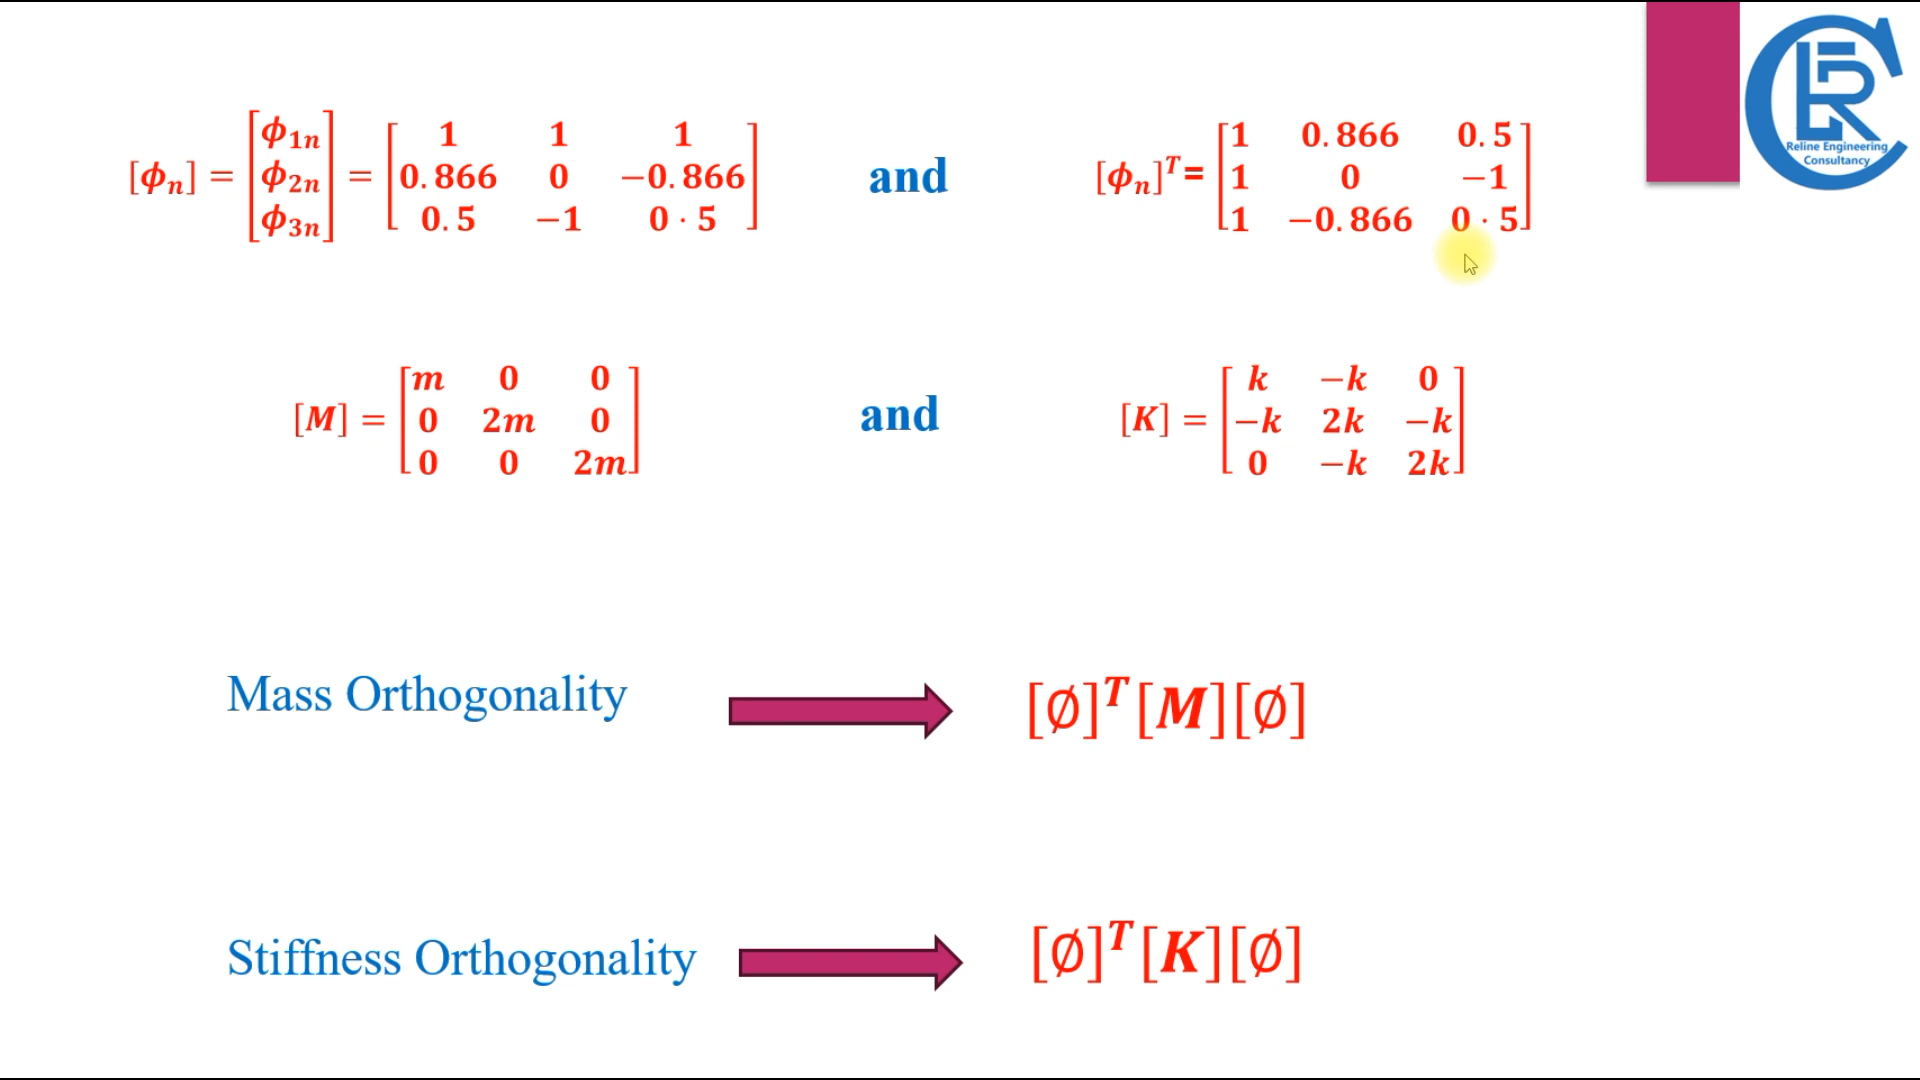 [ϕₙ] = [ϕ₁ₙ ϕ₂ₙ ϕ₃ₙ] = [1 1 1
0.866 0 −0.866
0.5 −1 0·5]
and
[ϕₙ]ᵀ= [1 0.866 0.5
1 0 −1
1 −0.866 0·5]
Reline Engineering
Consultancy
[M] = [m 0 0
0 2m 0
0 0 2m]
and
[K] = [k −k 0
−k 2k −k
0 −k 2k]
Mass Orthogonality
[∅]ᵀ[M][∅]
Stiffness Orthogonality
[∅]ᵀ[K][∅]